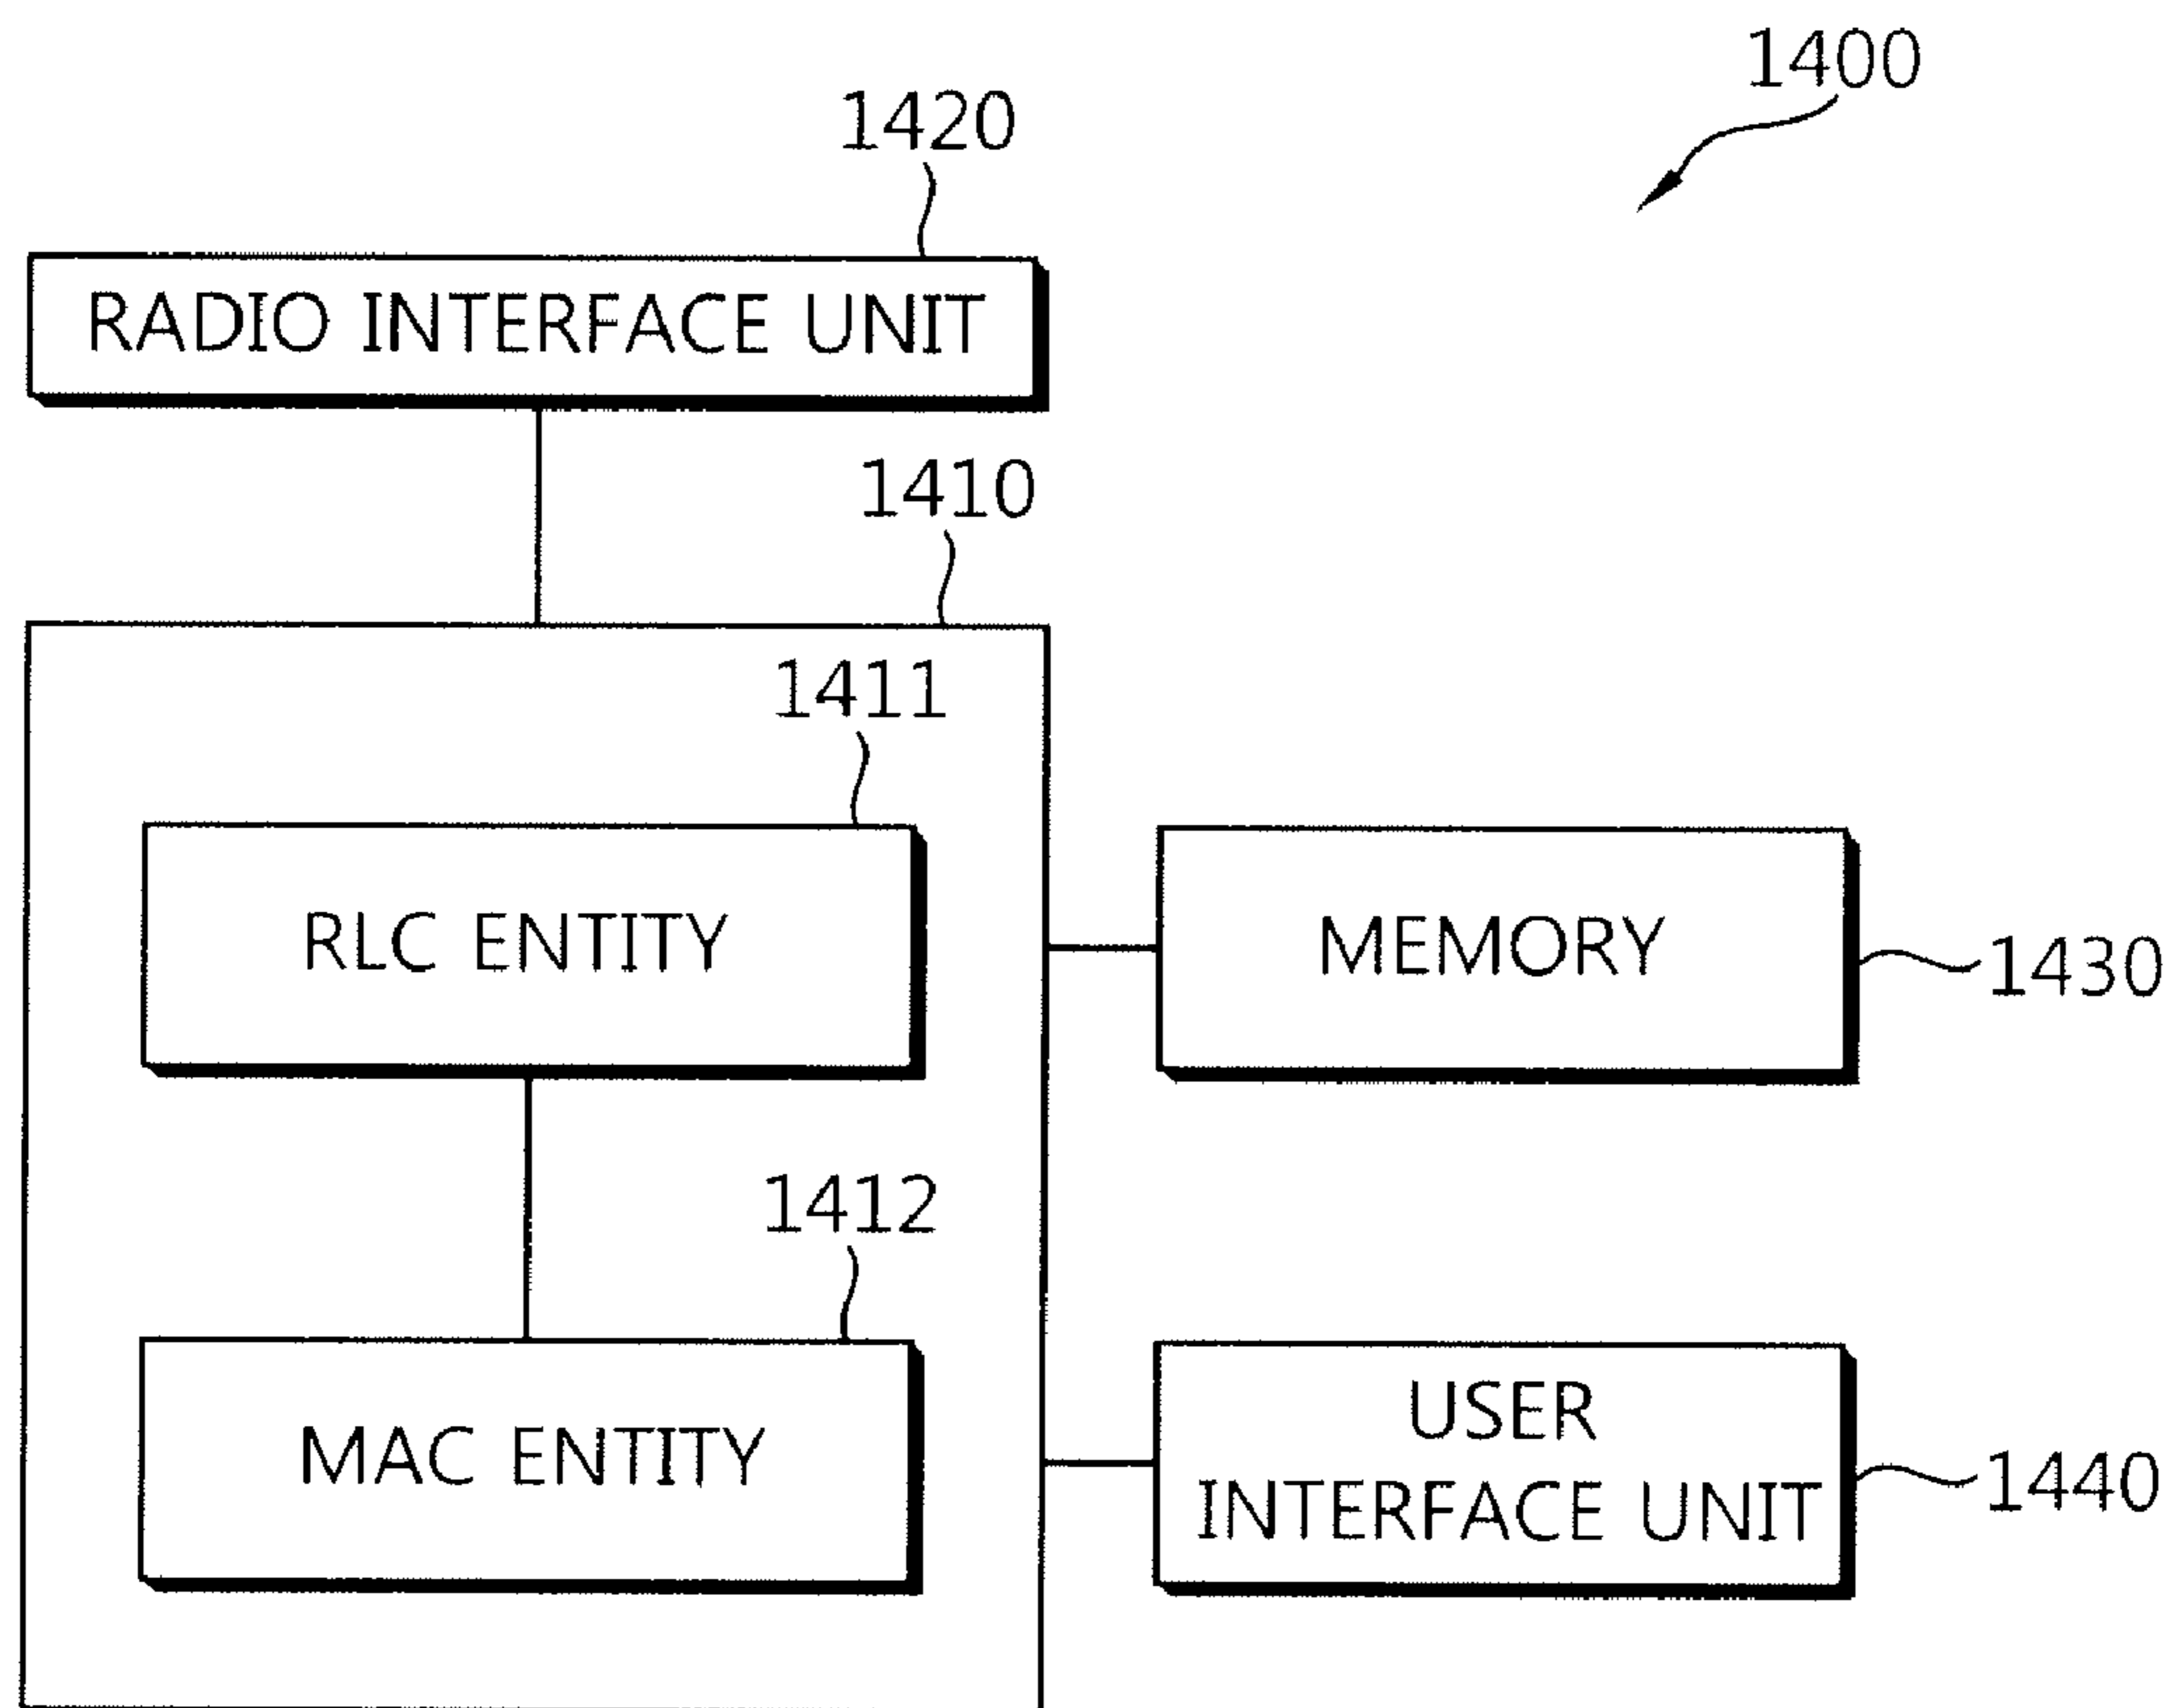 1400
1420
RADIO INTERFACE UNIT
1410
1411
RLC ENTITY
MEMORY
1430
1412
MAC ENTITY
USER
INTERFACE UNIT
1440